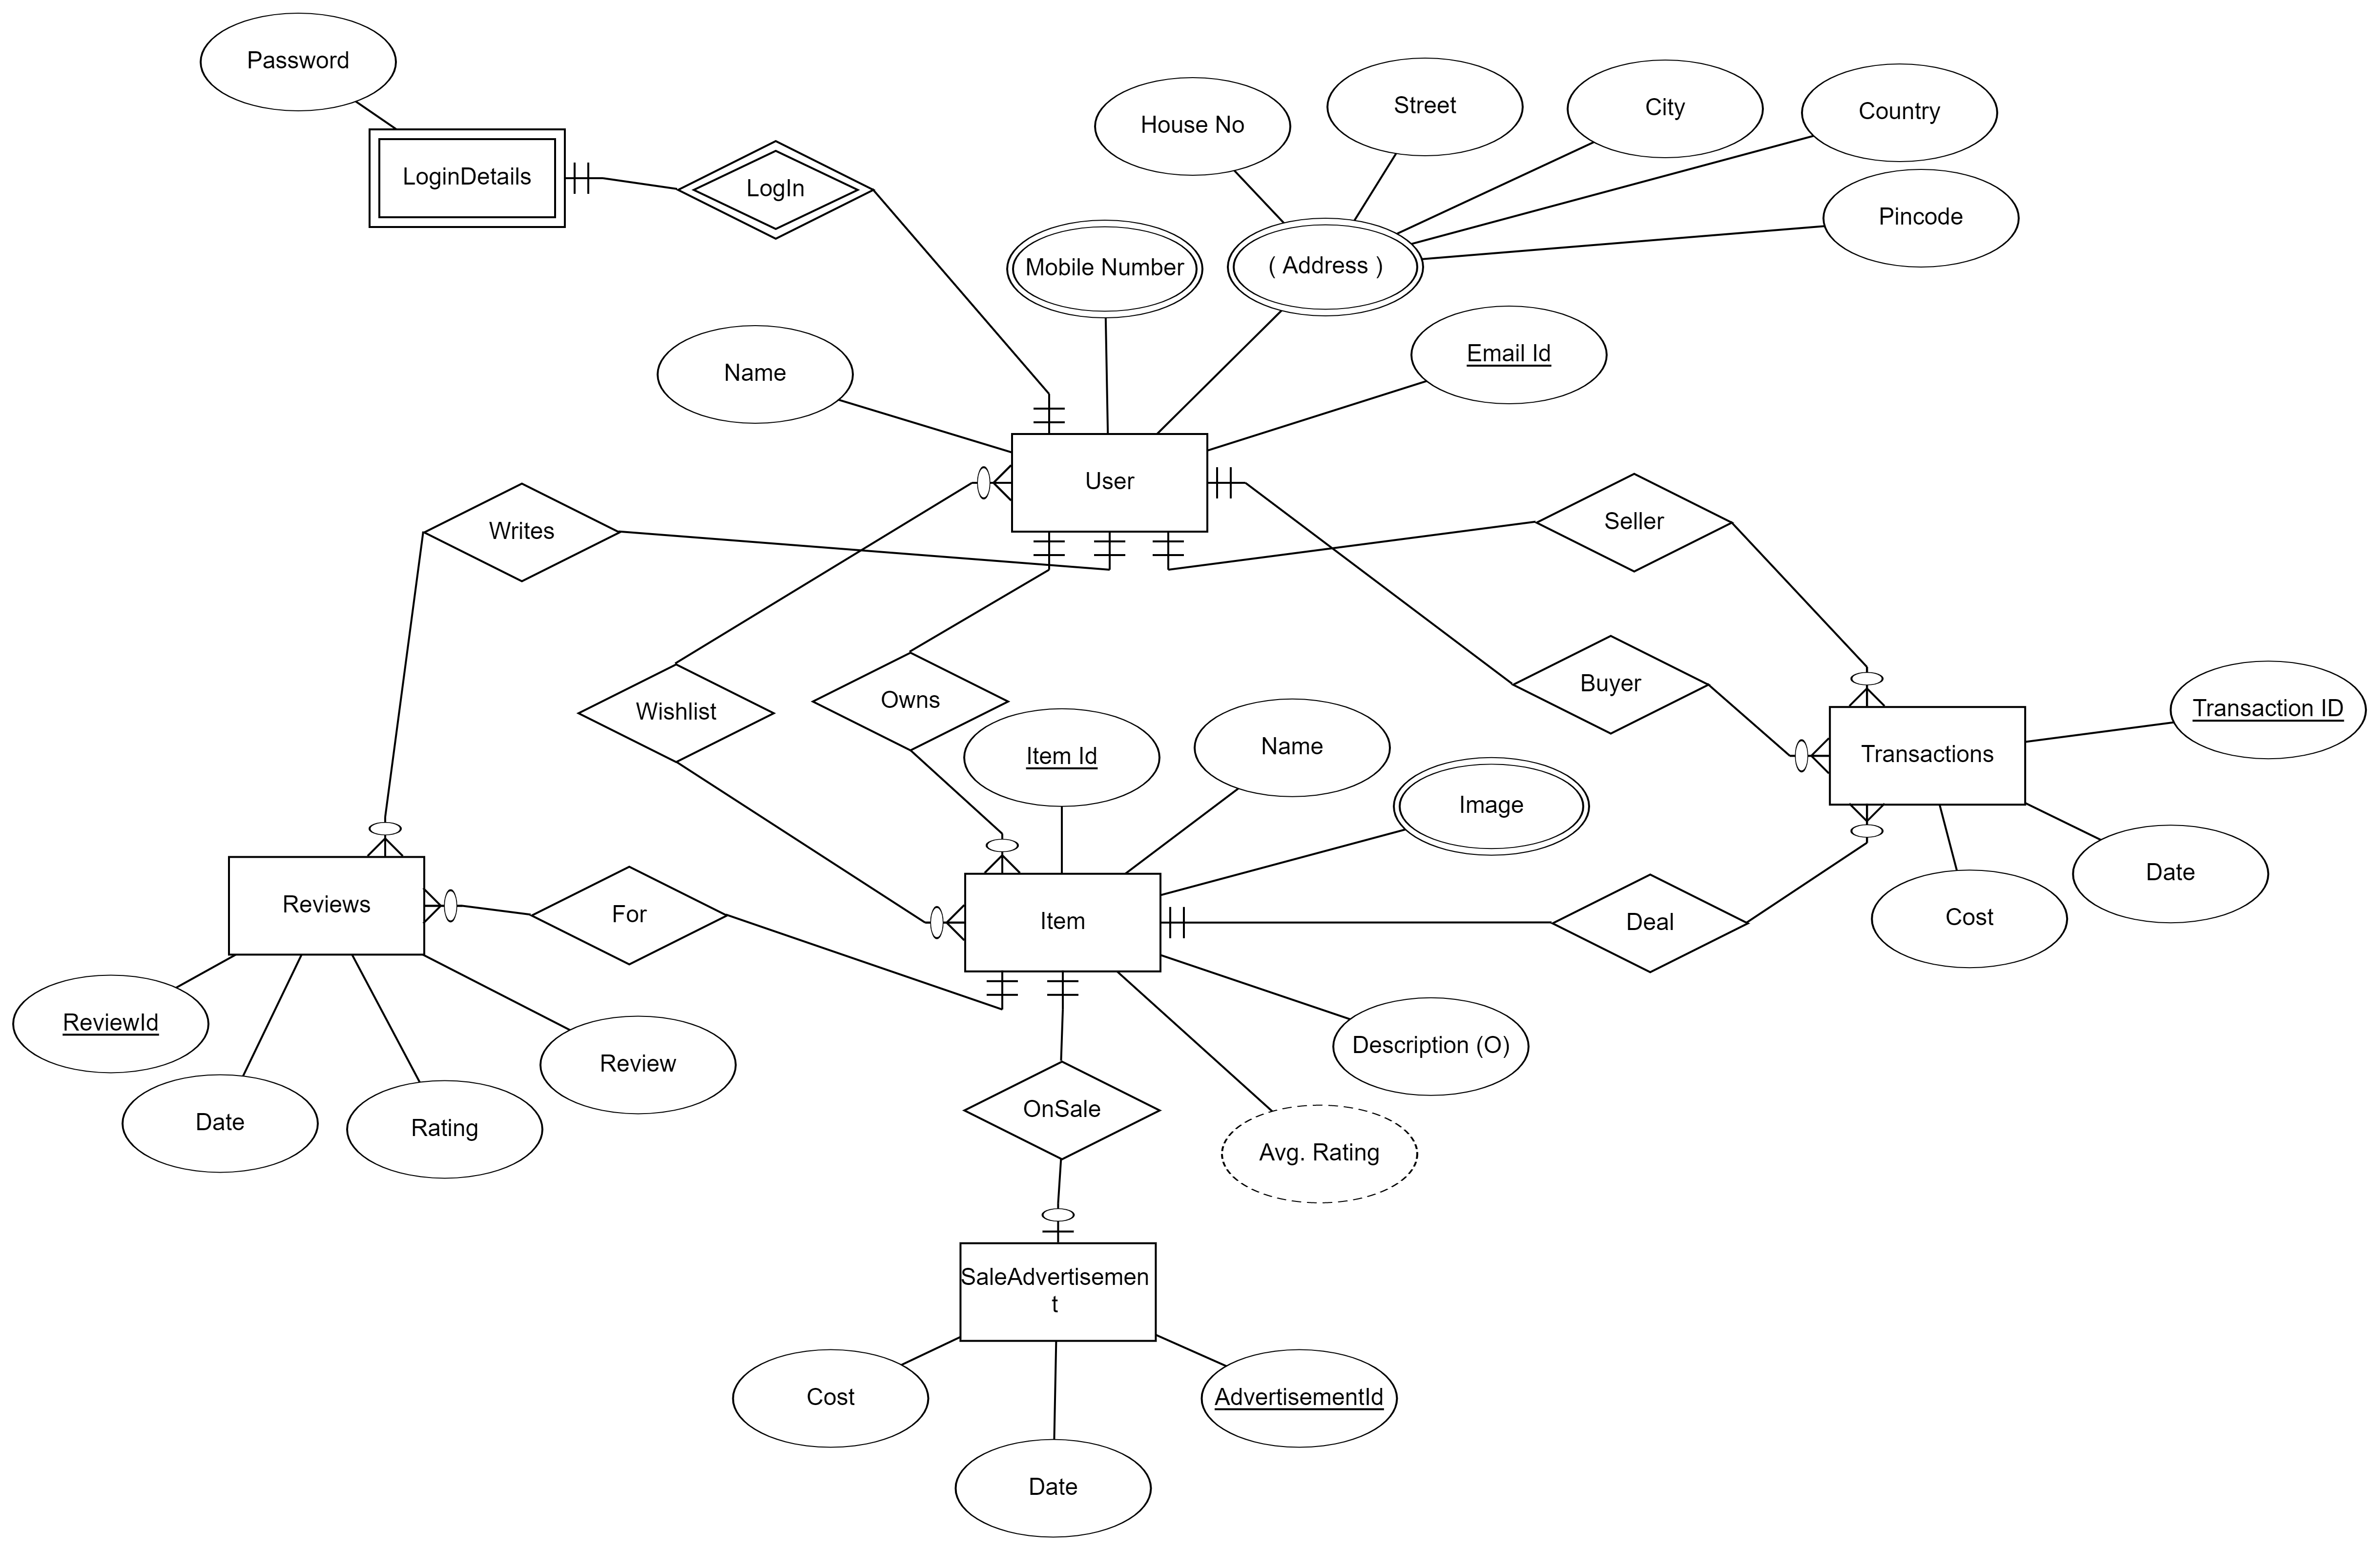 Password
Street
City
Country
House No
LoginDetails
LogIn
Pincode
Mobile Number
( Address )
Email Id
Name
User
Seller
Writes
Buyer
Owns
Wishlist
Transaction ID
Item Id
Name
Transactions
Image
Date
Reviews
For
Item
Deal
Cost
ReviewId
Description (O)
Review
OnSale
Date
Rating
Avg. Rating
SaleAdvertisemen
t
Cost
AdvertisementId
Date